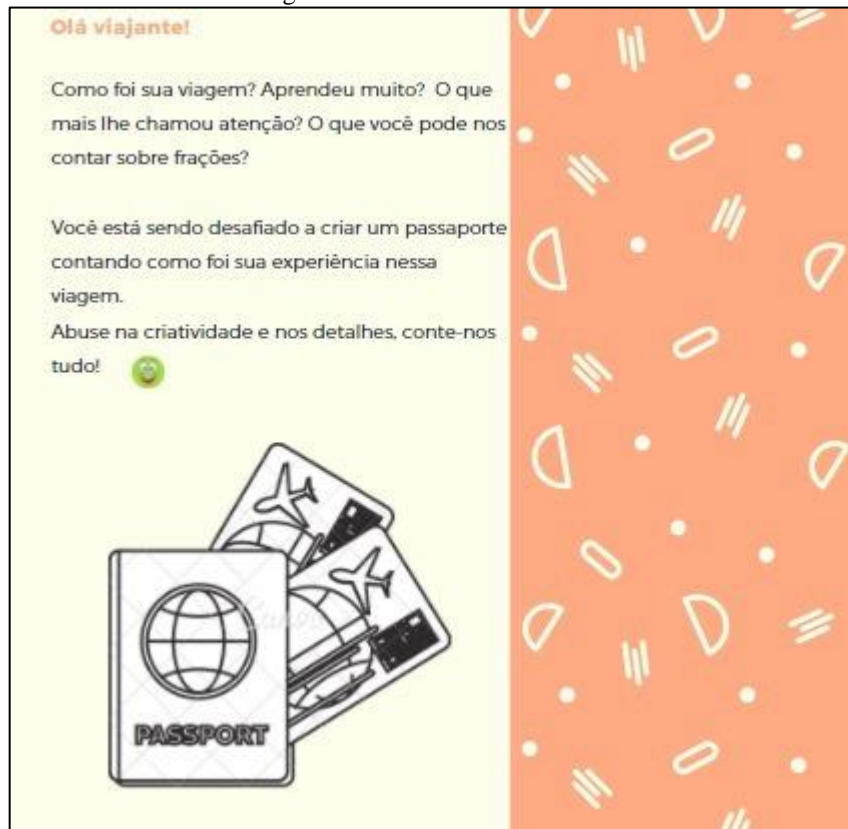 Olá viajante!
Como foi sua viagem? Aprendeu muito? O que
mais lhe chamou atenção? O que você pode nos
contar sobre frações?
Você está sendo desafiado a criar um passaporte
contando como foi sua experiência nessa
viagem.
Abuse na criatividade e nos detalhes, conte-nos
tudo!
PASSPORT